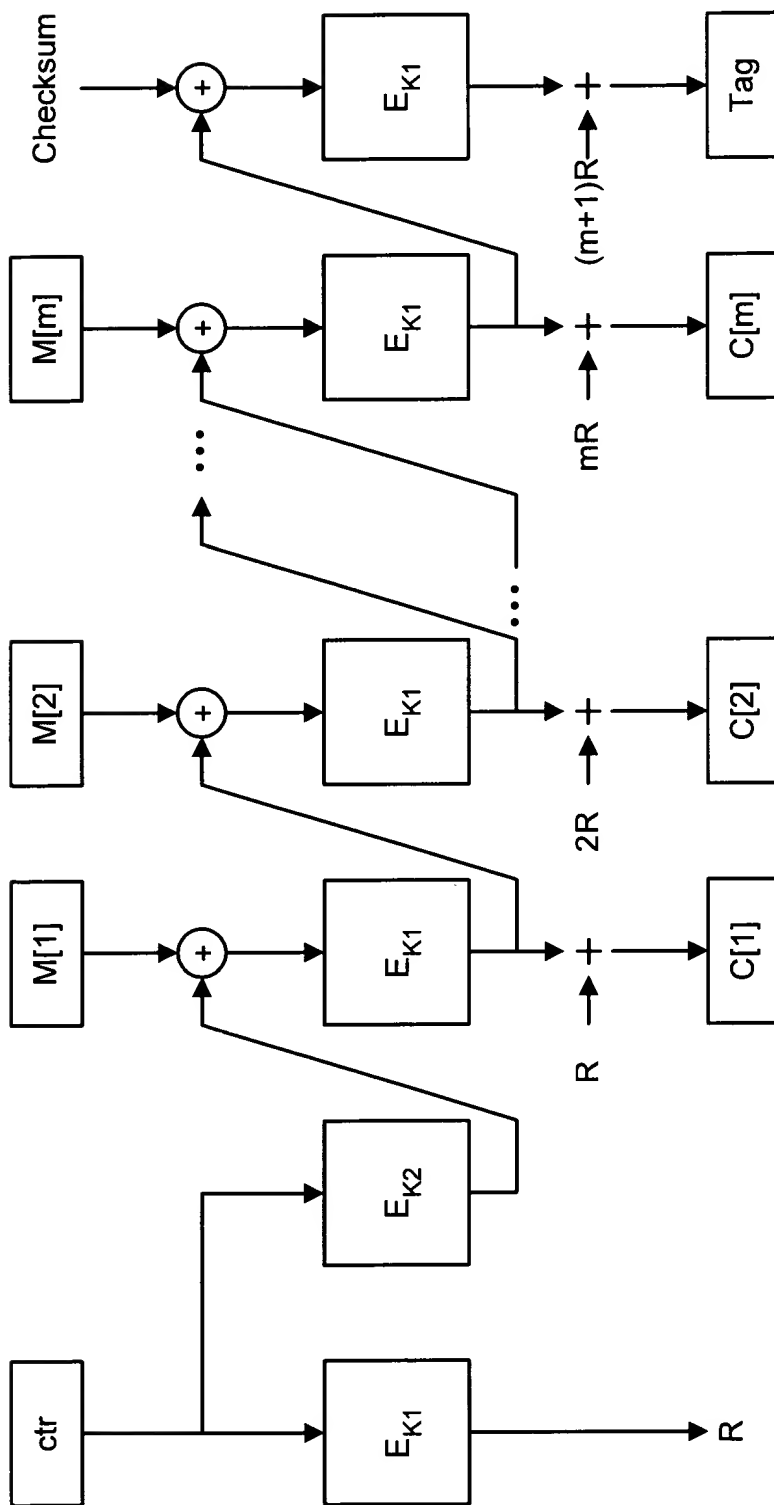 ctr M[1] M[2] M[m] Checksum
+ + ... + +
E_K1 E_K2 E_K1 E_K1 E_K1 E_K1
...
R + 2R + mR + (m+1)R +
R C[1] C[2] C[m] Tag